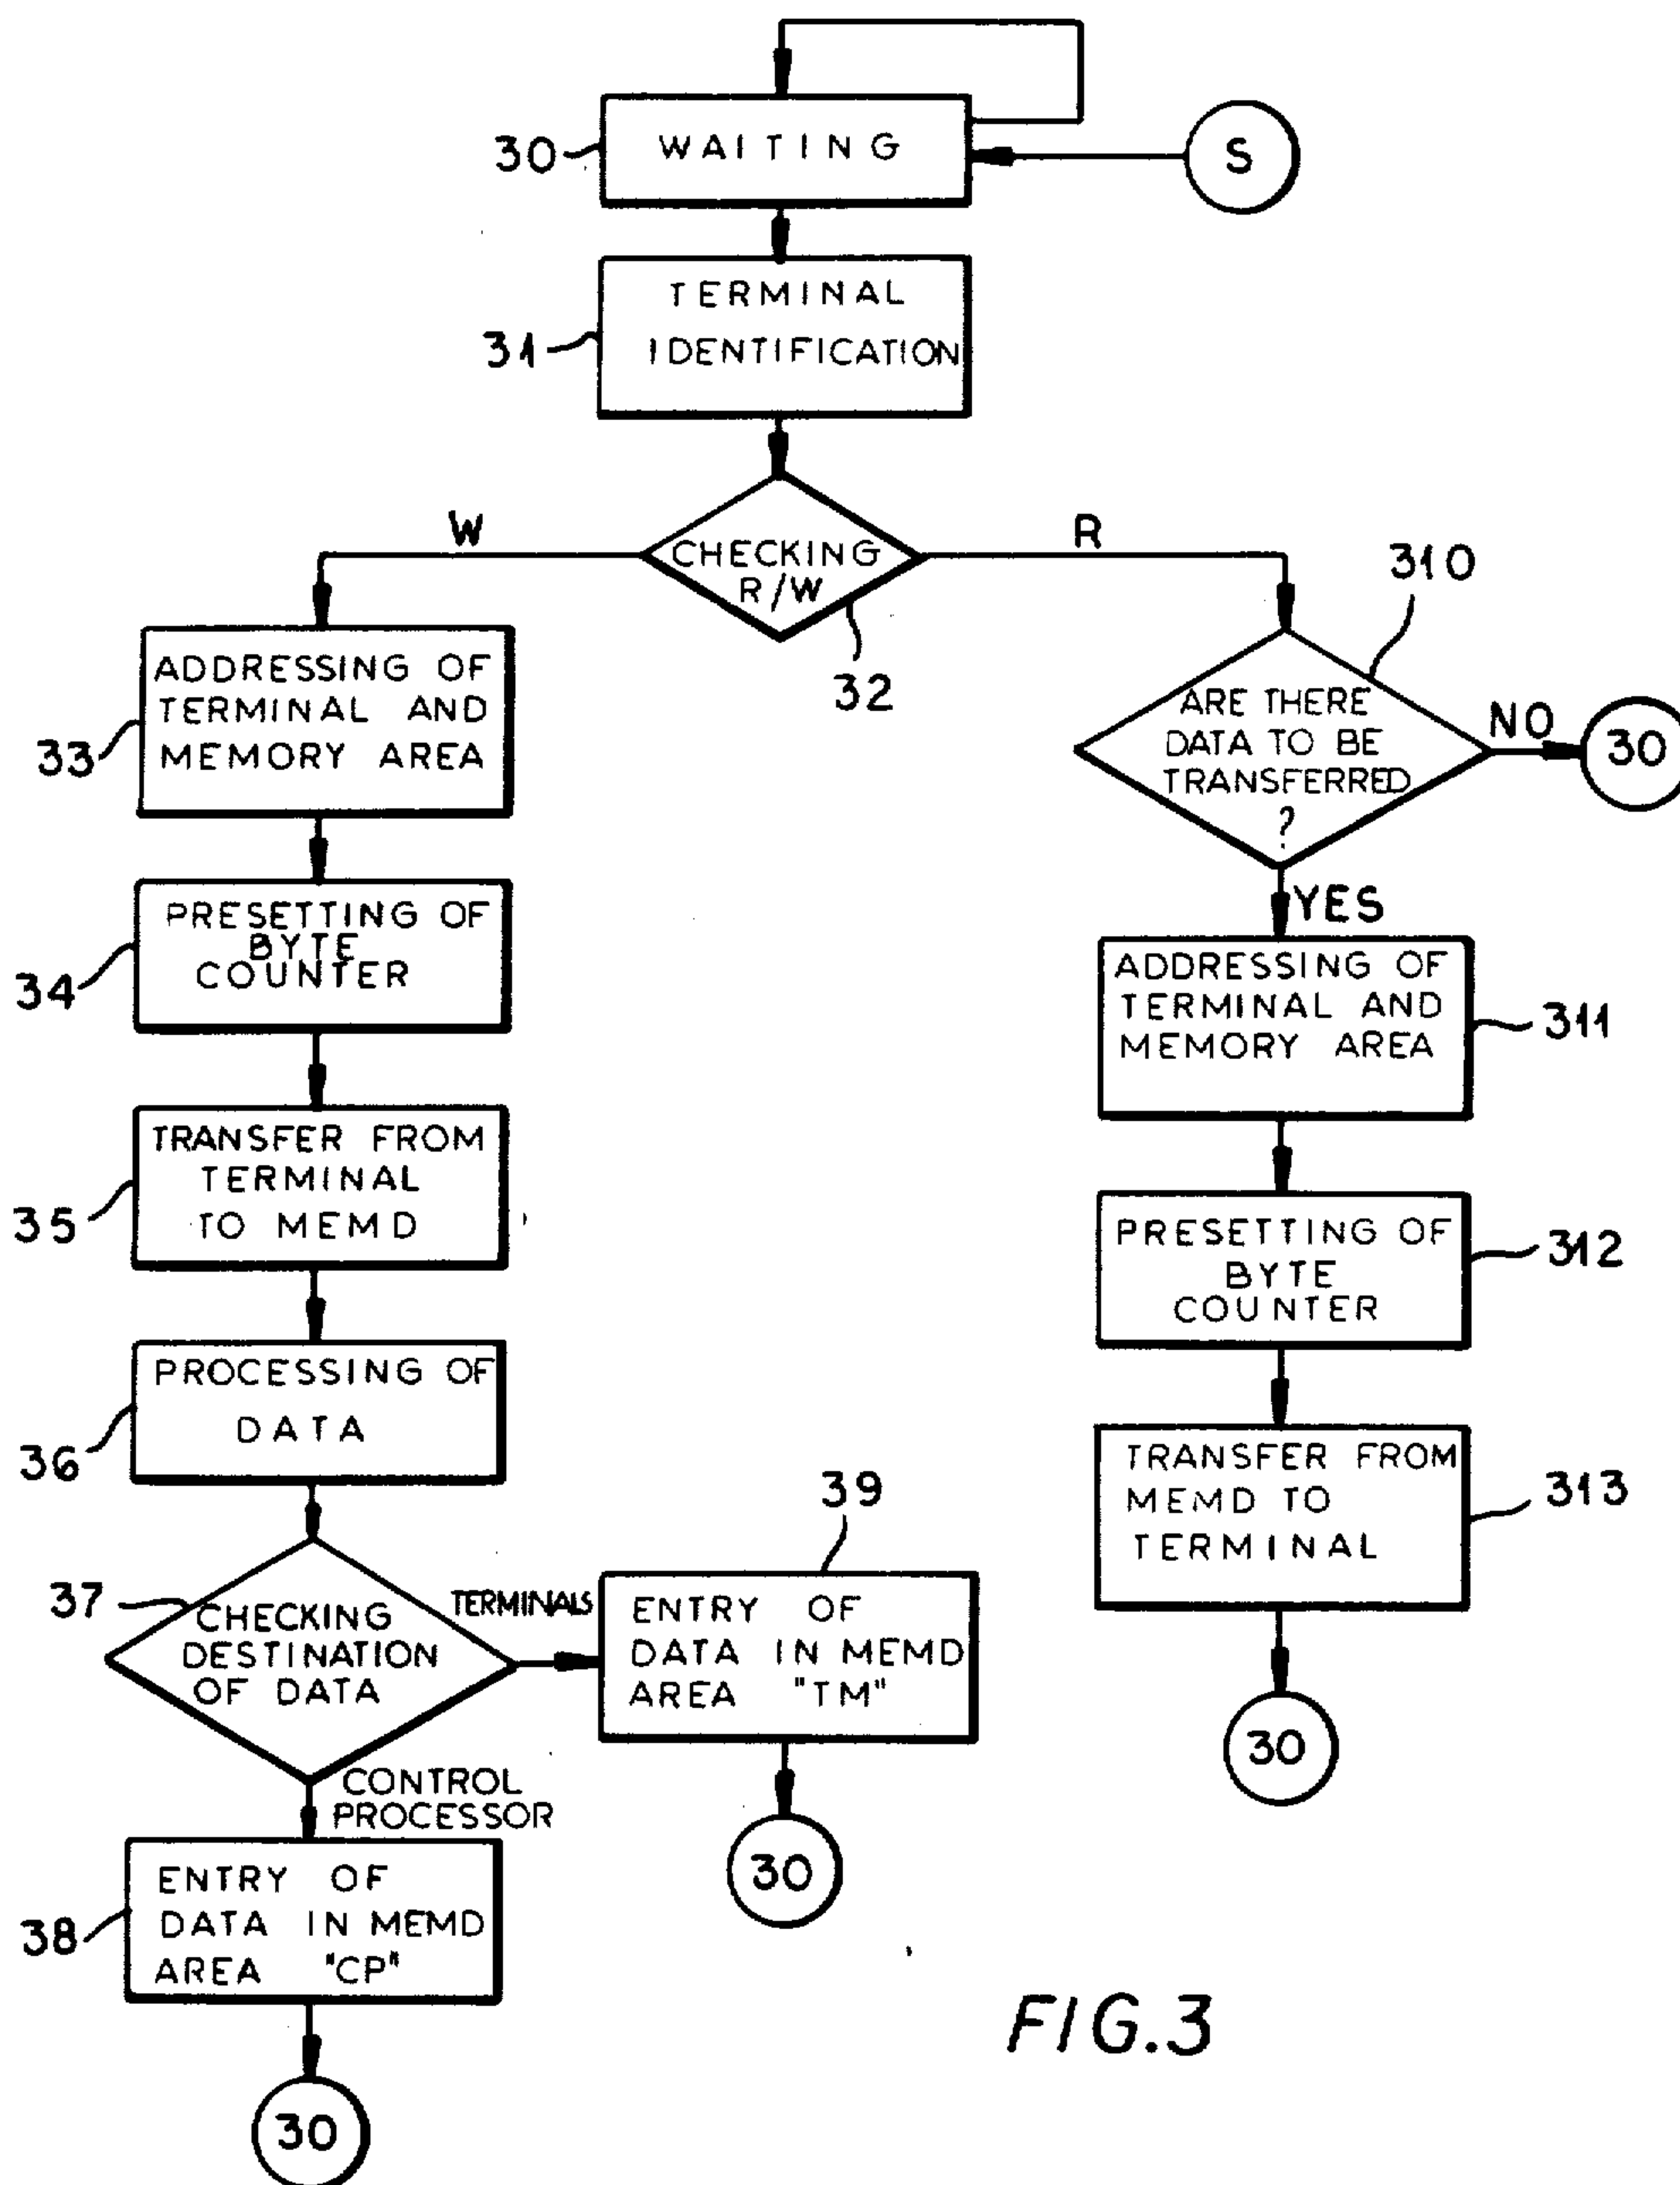 WAITING
30
S
TERMINAL
IDENTIFICATION
31
W
CHECKING
R/W
R
32
310
ADDRESSING OF
TERMINAL AND
MEMORY AREA
33
ARE THERE
DATA TO BE
TRANSFERRED
?
NO
30
YES
PRESETTING OF
BYTE
COUNTER
34
ADDRESSING OF
TERMINAL AND
MEMORY AREA
311
TRANSFER FROM
TERMINAL
TO MEMD
35
PRESETTING OF
BYTE
COUNTER
312
PROCESSING OF
DATA
36
TRANSFER FROM
MEMD TO
TERMINAL
313
30
37
CHECKING
DESTINATION
OF DATA
TERMINALS
39
ENTRY OF
DATA IN MEMD
AREA "TM"
30
CONTROL
PROCESSOR
ENTRY OF
DATA IN MEMD
AREA "CP"
38
30
FIG.3